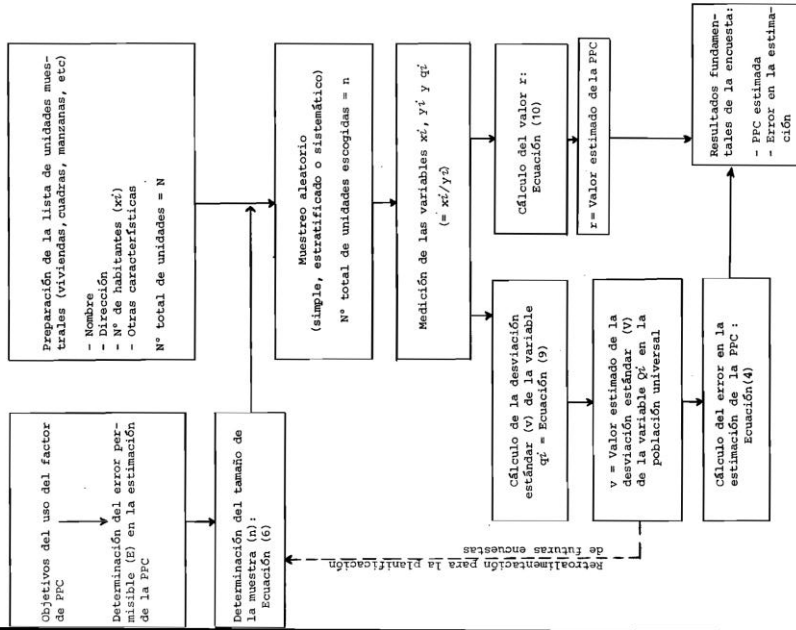 Objetivos del uso del factor
de PPC
Determinación del error per-
misible (E) en la estimación
de la PPC
Determinación del tamaño de
la muestra (n):
Ecuación (6)
Preparación de la lista de unidades mues-
trales (viviendas, cuadras, manzanas, etc)
- Nombre
- Dirección
- N° de habitantes (xi)
- Otras características
N° total de unidades = N
Muestreo aleatorio
(simple, estratificado o sistemático)
N° total de unidades escogidas = n
Medición de las variables xi, yi y qi
(= xi/yi)
Cálculo de la desviación
estándar (v) de la variable
qi = Ecuación (9)
v = Valor estimado de la
desviación estándar (V)
de la variable Qi en la
población universal
Cálculo del error en la
estimación de la PPC :
Ecuación(4)
Cálculo del valor r:
Ecuación (10)
r= Valor estimado de la PPC
Resultados fundamen-
tales de la encuesta:
- PPC estimada
- Error en la estima-
ción
Retroalimentación para la planificación
de futuras encuestas